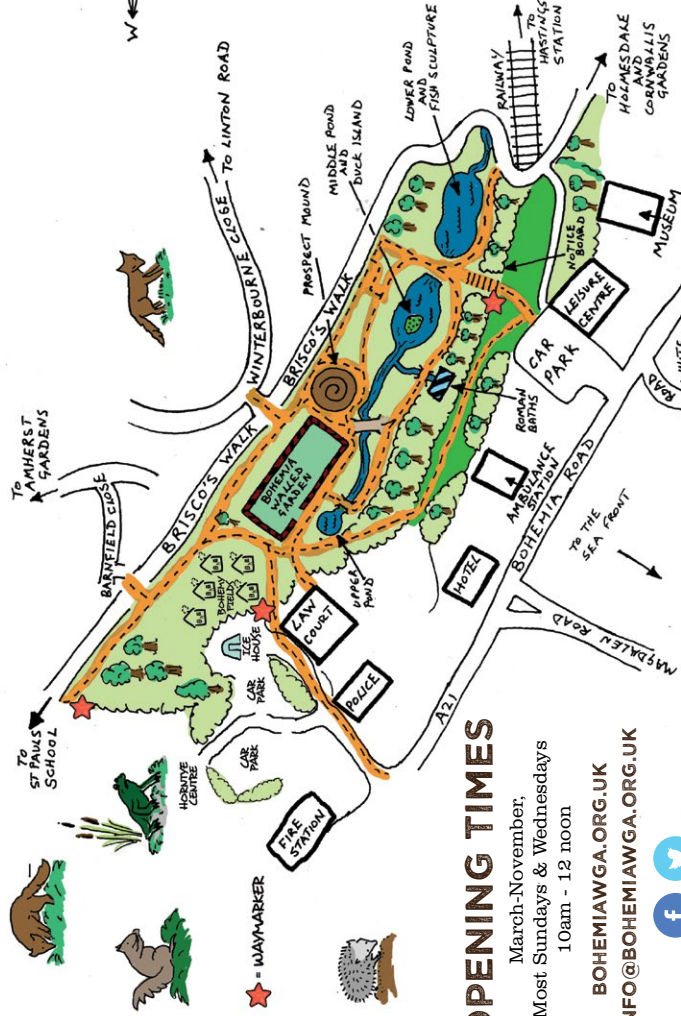 W
TO
ST PAULS
SCHOOL
TO
AMHERST
GARDENS
BARNFIELD CLOSE
WINTERBOURNE CLOSE
TO LINTON ROAD
BRISCO'S WALK
BRISCO'S WALK
PROSPECT MOUND
MIDDLE POND
AND
DUCK ISLAND
LOWER POND
AND
FISH SCULPTURE
RAILWAY
TO
HASTINGS
STATION
TO
HOLMESDALE
AND
CORNWALLIS
GARDENS
HORNTYE
CENTRE
CAR
PARK
CAR
PARK
ICE
HOUSE
BOHEMY
FIELDS
BOHEMIA
WALLED
GARDEN
UPPER
POND
ROMAN
BATHS
NOTICE
BOARD
MUSEUM
LEISURE
CENTRE
CAR
PARK
AMBULANCE
STATION
HOTEL
LAW
COURT
POLICE
FIRE
STATION
A21
BOHEMIA ROAD
MAGDALEN ROAD
TO THE
SEA FRONT
ROAD
= WAYMARKER
OPENING TIMES
March-November,
Most Sundays & Wednesdays
10am - 12 noon
BOHEMIAWGA.ORG.UK
NFO@BOHEMIAWGA.ORG.UK
f